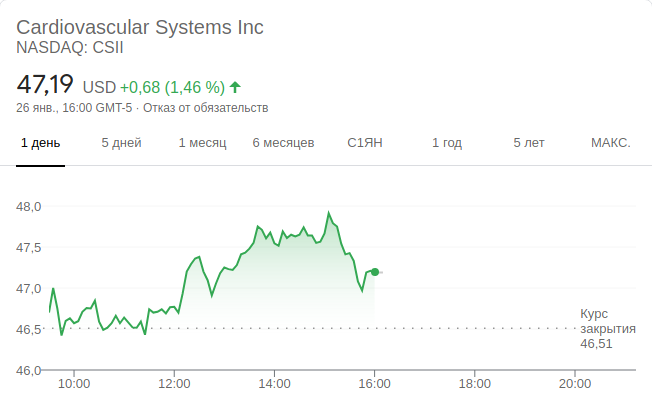 Cardiovascular Systems Inc
NASDAQ: CSII
47,19 USD +0,68 (1,46 %)
26 янв., 16:00 GMT-5 · Отказ от обязательств
1 день 5 дней 1 месяц 6 месяцев С1ЯН 1 год 5 лет МАКС.
48,0
47,5
47,0
46,5
46,0
Курс
закрытия
46,51
10:00 12:00 14:00 16:00 18:00 20:00